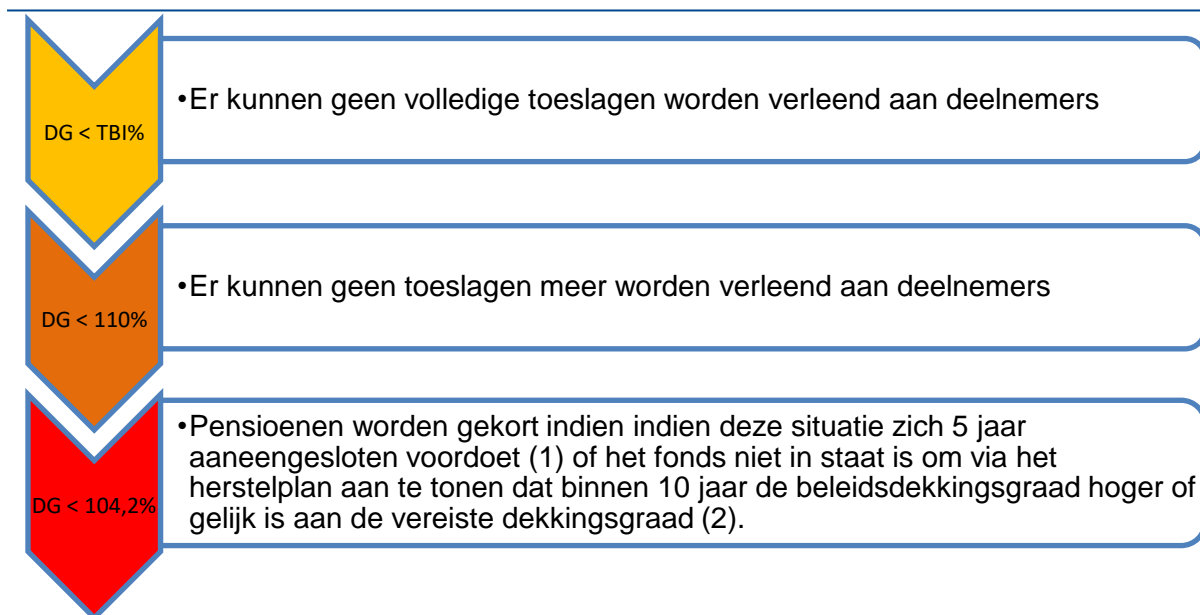 DG < TBI%
•Er kunnen geen volledige toeslagen worden verleend aan deelnemers
DG < 110%
•Er kunnen geen toeslagen meer worden verleend aan deelnemers
DG < 104,2%
•Pensioenen worden gekort indien indien deze situatie zich 5 jaar
aaneengesloten voordoet (1) of het fonds niet in staat is om via het
herstelplan aan te tonen dat binnen 10 jaar de beleidsdekkingsgraad hoger of
gelijk is aan de vereiste dekkingsgraad (2).